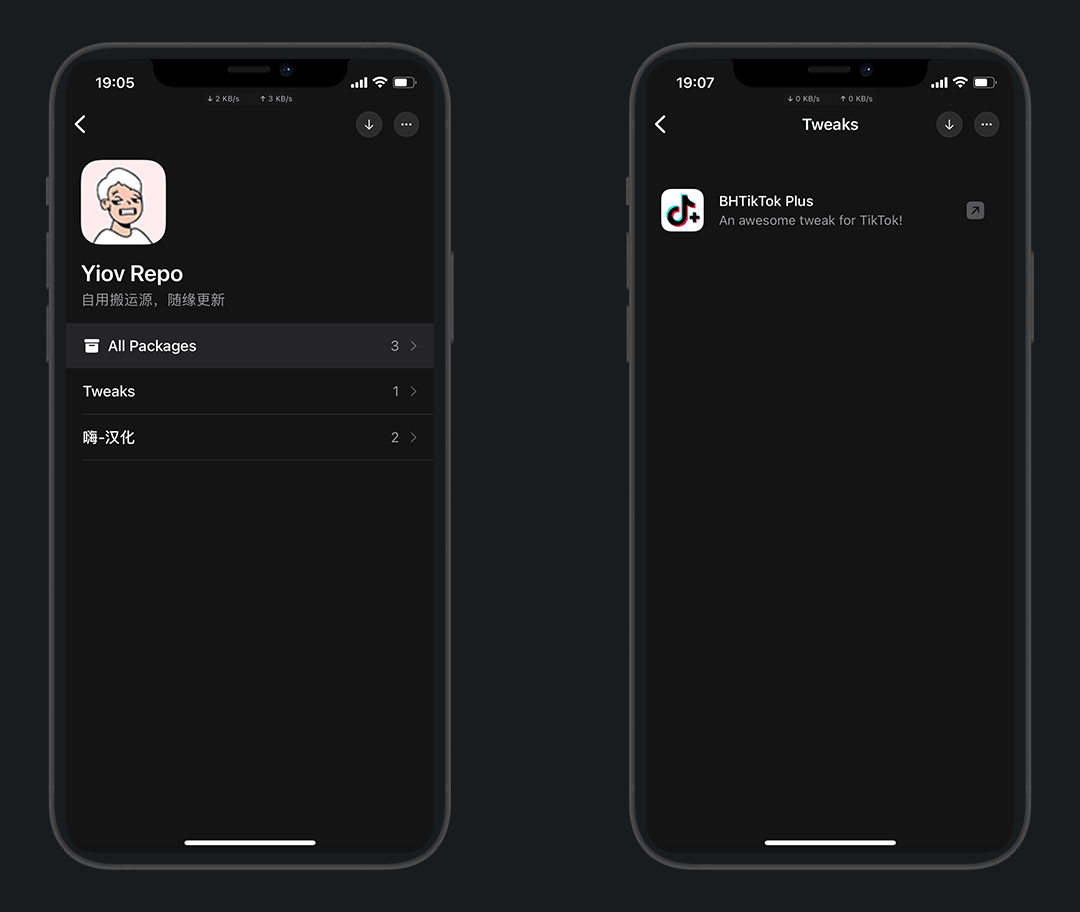 19:05
↓ 2 KB/s ↑ 3 KB/s
Yiov Repo
自用搬运源，随缘更新
All Packages 3
Tweaks 1
嗨-汉化 2
19:07
↓ 0 KB/s ↑ 0 KB/s
Tweaks
BHTikTok Plus
An awesome tweak for TikTok!